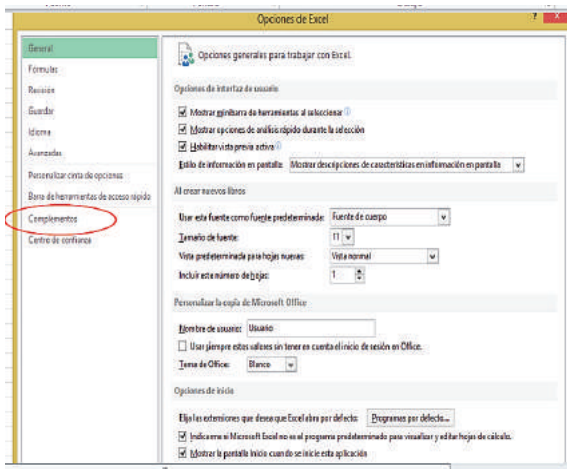 Opciones de Excel
?
General
Fórmulas
Revisión
Guardar
Idioma
Avanzadas
Personalizar cinta de opciones
Barra de herramientas de acceso rápido
Complementos
Centro de confianza
Opciones generales para trabajar con Excel.
Opciones de interfaz de usuario
Mostrar minibarra de herramientas al seleccionar
Mostrar opciones de análisis rápido durante la selección
Habilitar vista previa activa
Estilo de información en pantalla: Mostrar descripciones de características en información en pantalla
Al crear nuevos libros
Usar esta fuente como fuente predeterminada: Fuente de cuerpo
Tamaño de fuente: 11
Vista predeterminada para hojas nuevas: Vista normal
Incluir este número de hojas: 1
Personalizar la copia de Microsoft Office
Nombre de usuario: Usuario
Usar siempre estos valores sin tener en cuenta el inicio de sesión en Office.
Tema de Office: Blanco
Opciones de inicio
Elija las extensiones que desea que Excel abra por defecto: Programas por defecto...
Indicarme si Microsoft Excel no es el programa predeterminado para visualizar y editar hojas de cálculo.
Mostrar la pantalla Inicio cuando se inicie esta aplicación